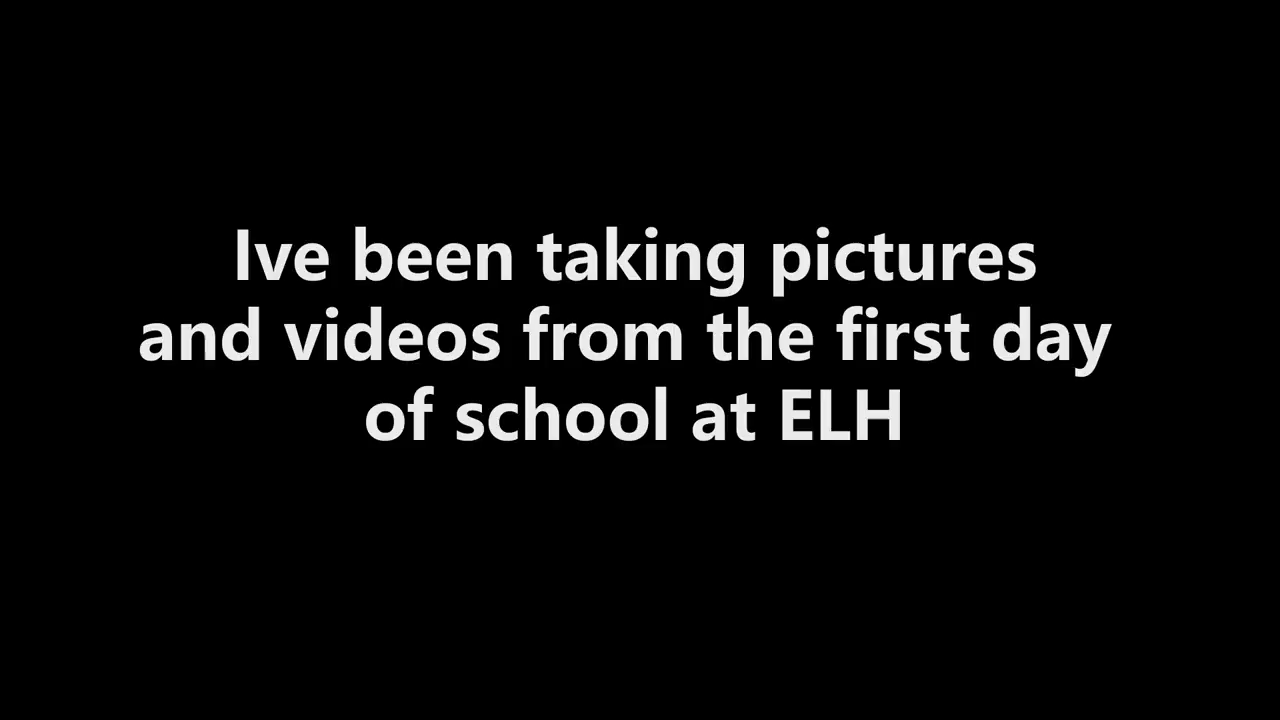 Ive been taking pictures
and videos from the first day
of school at ELH